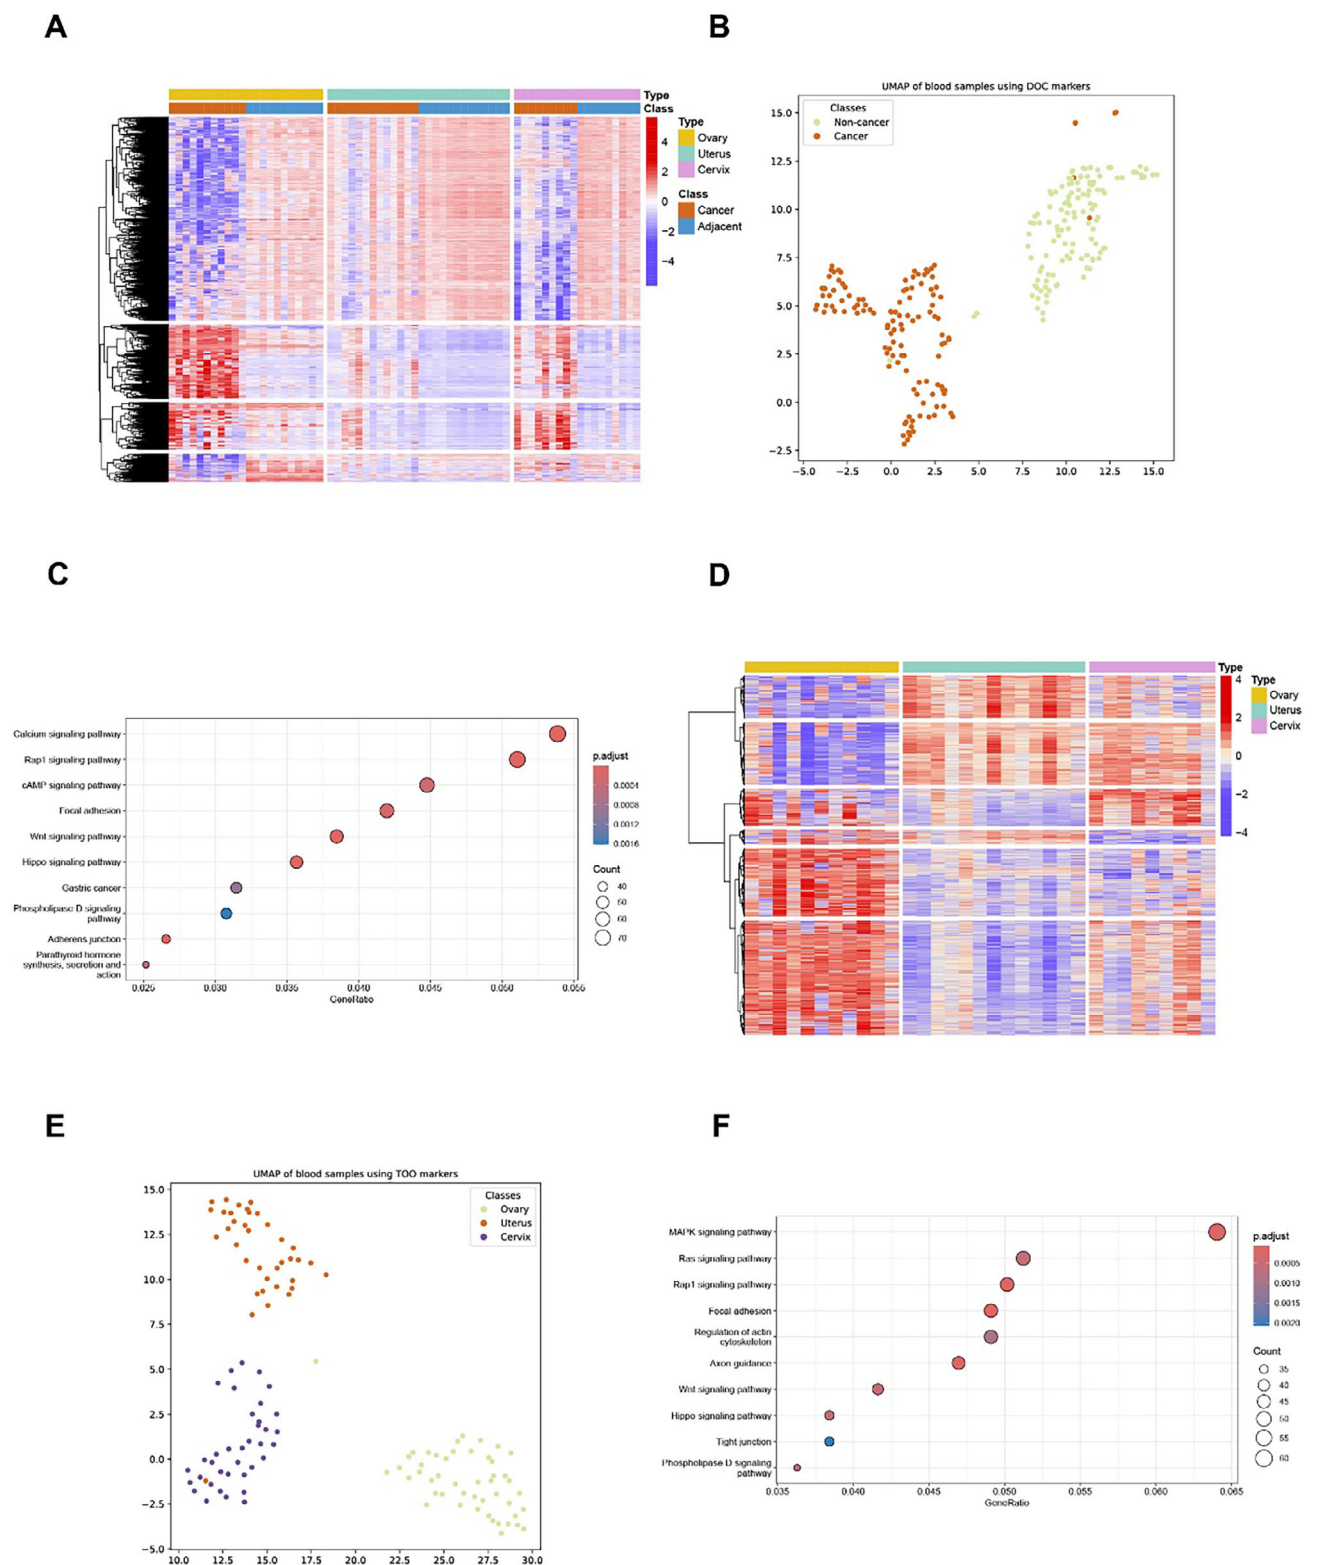 A
Type
Class
4
2
0
−2
−4
Type
Ovary
Uterus
Cervix
Class
Cancer
Adjacent
B
UMAP of blood samples using DOC markers
Classes
Non-cancer
Cancer
15.0
12.5
10.0
7.5
5.0
2.5
0.0
−2.5
−5.0 −2.5 0.0 2.5 5.0 7.5 10.0 12.5 15.0
C
Calcium signaling pathway
Rap1 signaling pathway
cAMP signaling pathway
Focal adhesion
Wnt signaling pathway
Hippo signaling pathway
Gastric cancer
Phospholipase D signaling
pathway
Adherens junction
Parathyroid hormone
synthesis, secretion and
action
0.025 0.030 0.035 0.040 0.045 0.050 0.055
GeneRatio
p.adjust
0.0004
0.0008
0.0012
0.0016
Count
40
50
60
70
D
Type
4
2
0
−2
−4
Type
Ovary
Uterus
Cervix
E
UMAP of blood samples using TOO markers
Classes
Ovary
Uterus
Cervix
15.0
12.5
10.0
7.5
5.0
2.5
0.0
−2.5
−5.0
10.0 12.5 15.0 17.5 20.0 22.5 25.0 27.5 30.0
F
MAPK signaling pathway
Ras signaling pathway
Rap1 signaling pathway
Focal adhesion
Regulation of actin
cytoskeleton
Axon guidance
Wnt signaling pathway
Hippo signaling pathway
Tight junction
Phospholipase D signaling
pathway
0.035 0.040 0.045 0.050 0.055 0.060 0.065
GeneRatio
p.adjust
0.0005
0.0010
0.0015
0.0020
Count
35
40
45
50
55
60